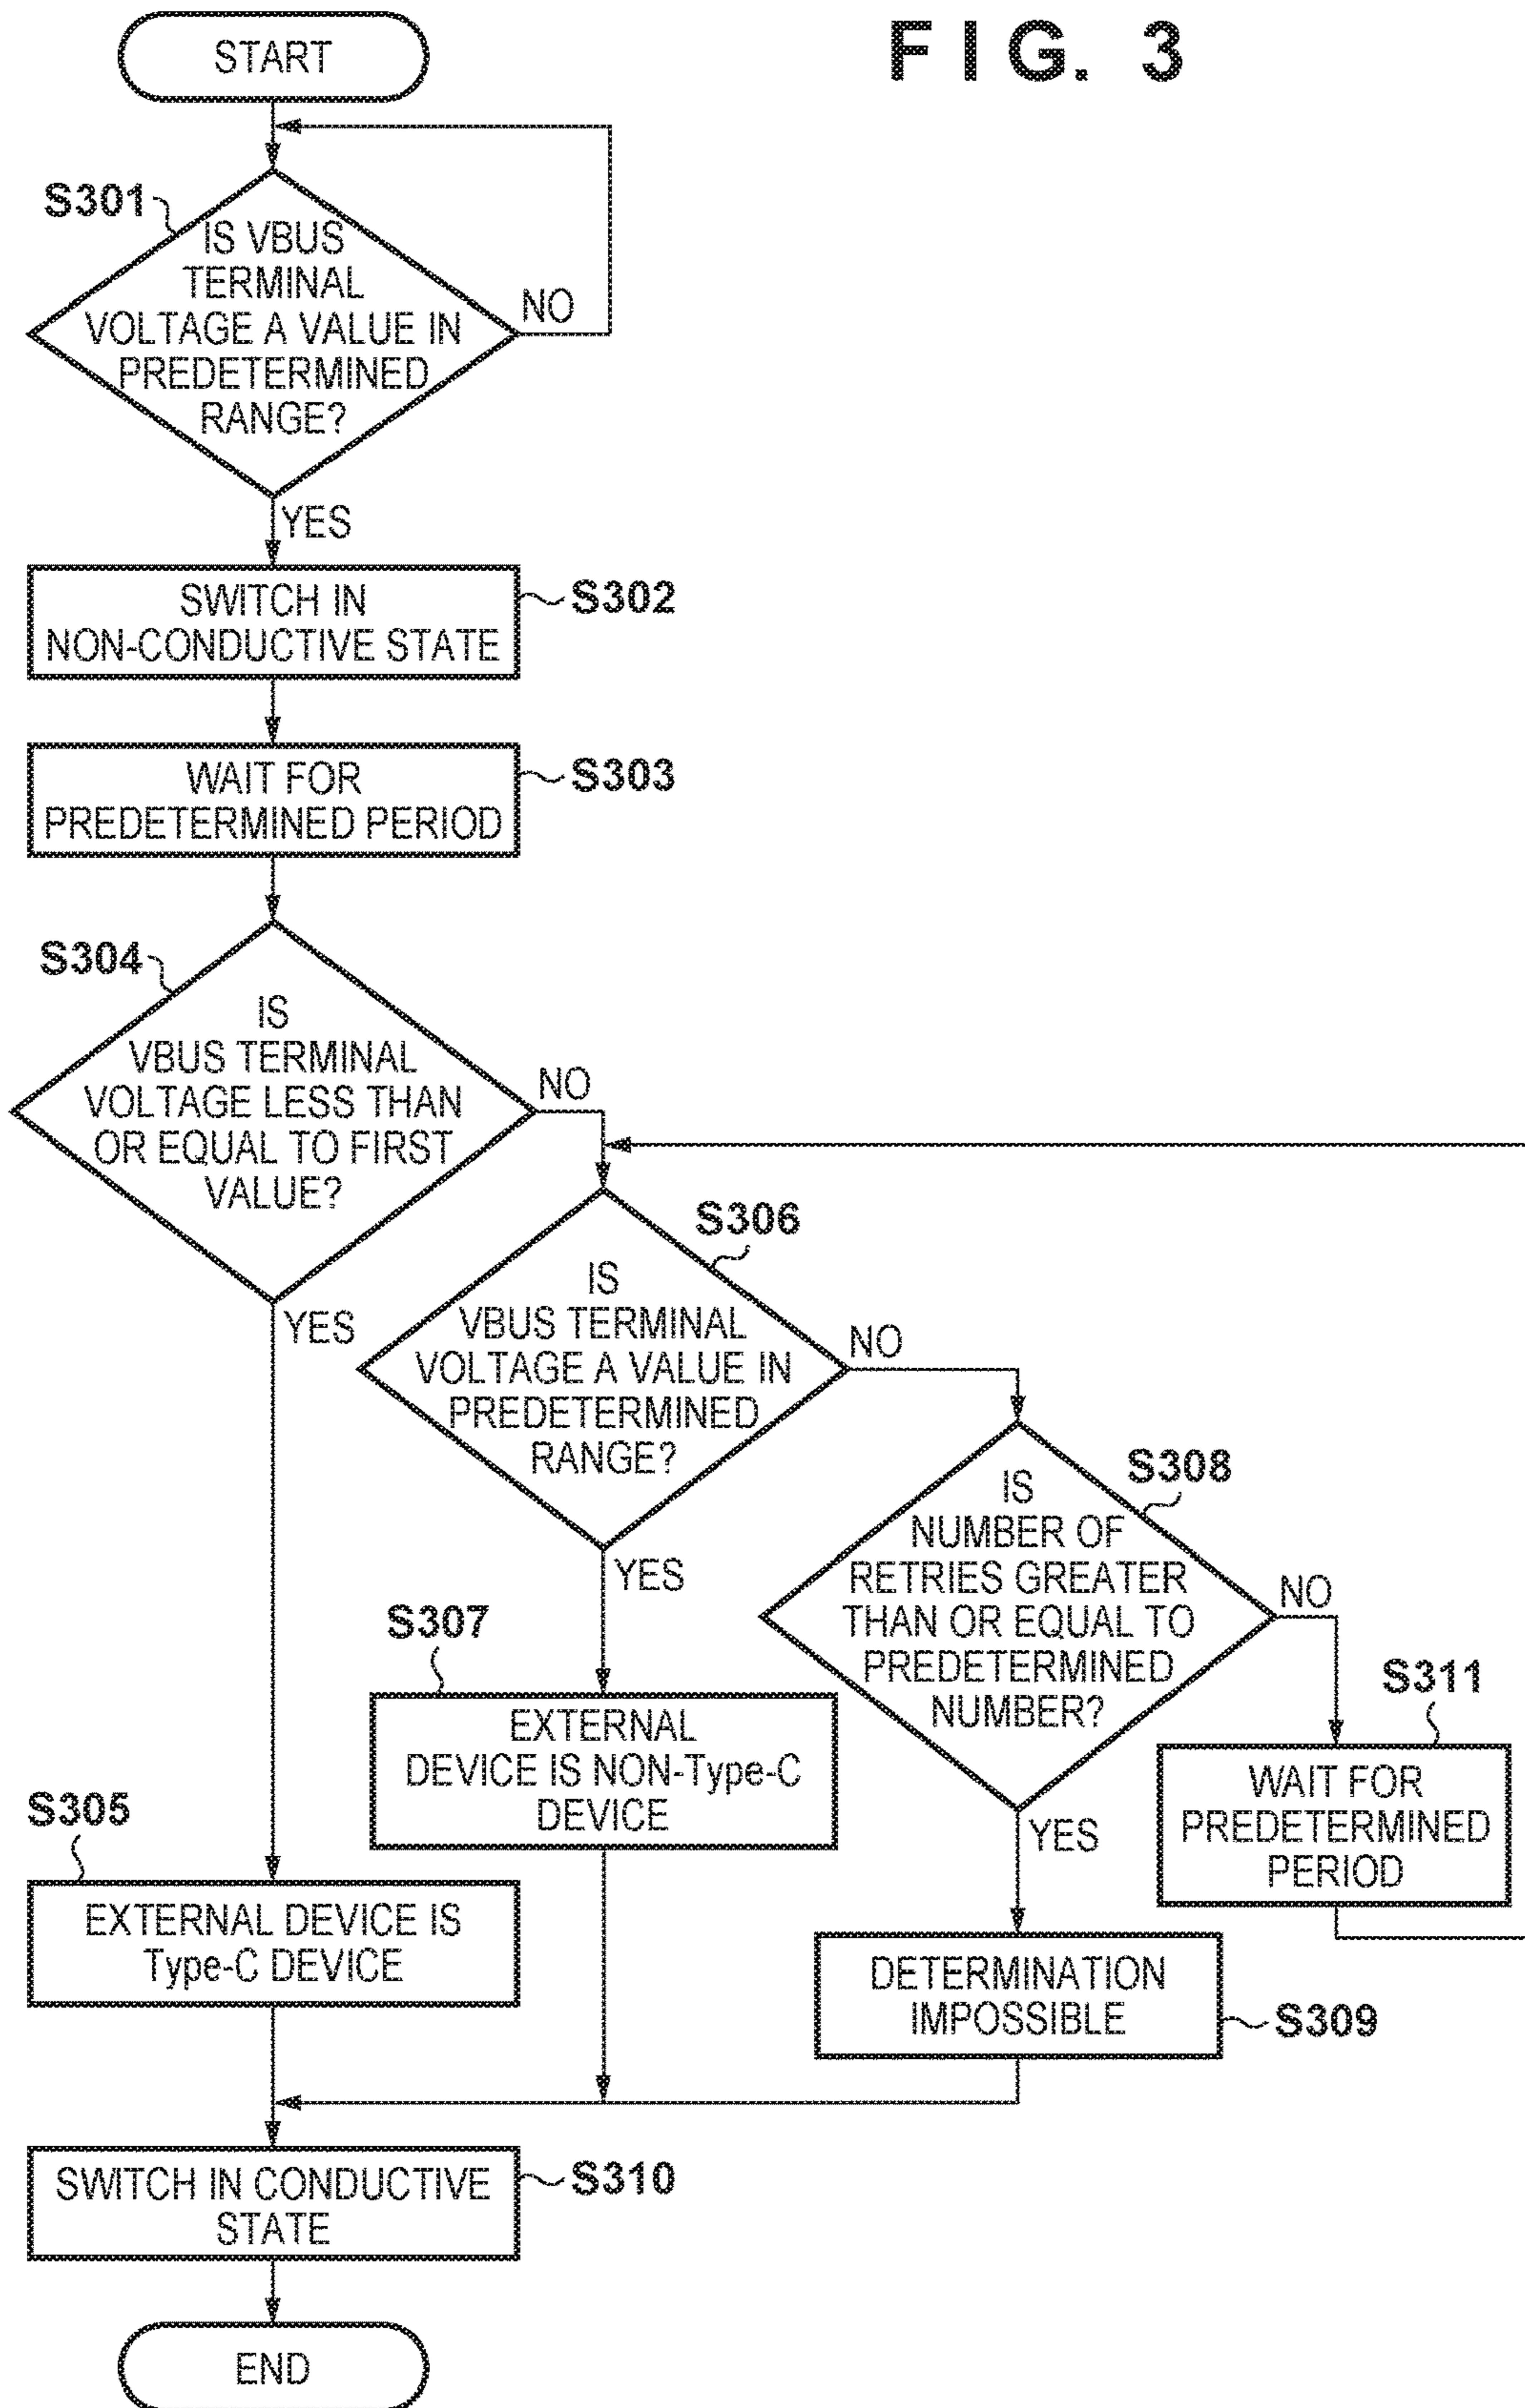 FIG. 3
START
S301
IS VBUS
TERMINAL
VOLTAGE A VALUE IN
PREDETERMINED
RANGE?
NO
YES
SWITCH IN
NON-CONDUCTIVE STATE
S302
WAIT FOR
PREDETERMINED PERIOD
S303
S304
IS
VBUS TERMINAL
VOLTAGE LESS THAN
OR EQUAL TO FIRST
VALUE?
NO
YES
S306
IS
VBUS TERMINAL
VOLTAGE A VALUE IN
PREDETERMINED
RANGE?
NO
YES
S308
IS
NUMBER OF
RETRIES GREATER
THAN OR EQUAL TO
PREDETERMINED
NUMBER?
NO
YES
S307
EXTERNAL
DEVICE IS NON-Type-C
DEVICE
S311
WAIT FOR
PREDETERMINED
PERIOD
S305
EXTERNAL DEVICE IS
Type-C DEVICE
DETERMINATION
IMPOSSIBLE
S309
SWITCH IN CONDUCTIVE
STATE
S310
END